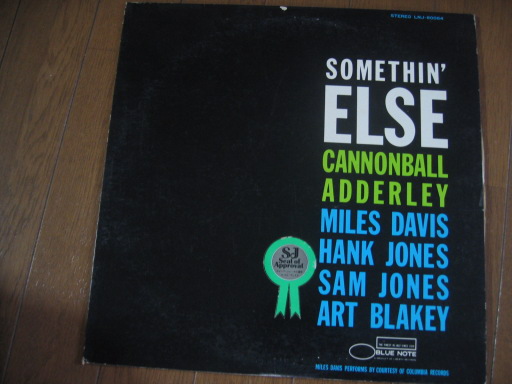 STEREO LNJ-80064
SOMETHIN'
ELSE
CANNONBALL
ADDERLEY
MILES DAVIS
HANK JONES
SAM JONES
ART BLAKEY
SJ
Seal of
Approval
BLUE NOTE
MILES DAVIS PERFORMS BY COURTESY OF COLUMBIA RECORDS